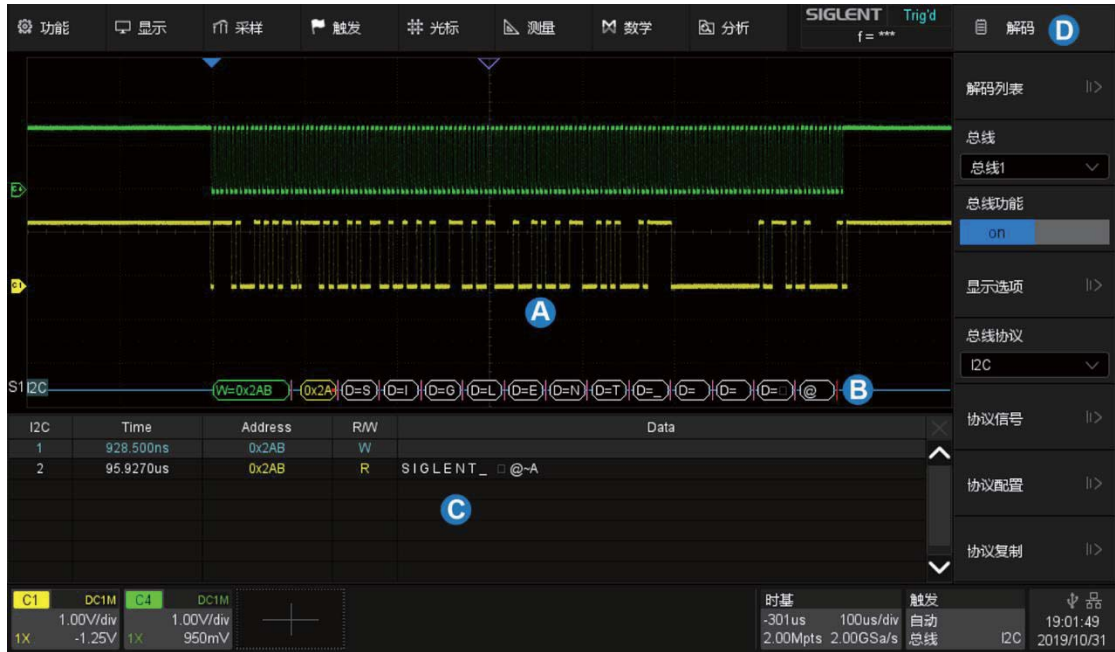 功能 显示 采样 触发 光标 测量 数学 分析 SIGLENT Trig'd 解码 D
f = ***
解码列表
总线
总线1
C4
总线功能
on
C1
显示选项
A
总线协议
I2C
S1 I2C W=0x2AB 0x2A D=S D=I D=G D=L D=E D=N D=T D=_ D= D= D=□ @ B
I2C Time Address R/W Data
协议信号
1 928.500ns 0x2AB W
2 95.9270us 0x2AB R SIGLENT_ □ @~A
协议配置
C
协议复制
C1 DC1M C4 DC1M 时基 触发
1.00V/div 1.00V/div -301us 100us/div 自动 19:01:49
1X -1.25V 1X 950mV 2.00Mpts 2.00GSa/s 总线 I2C 2019/10/31